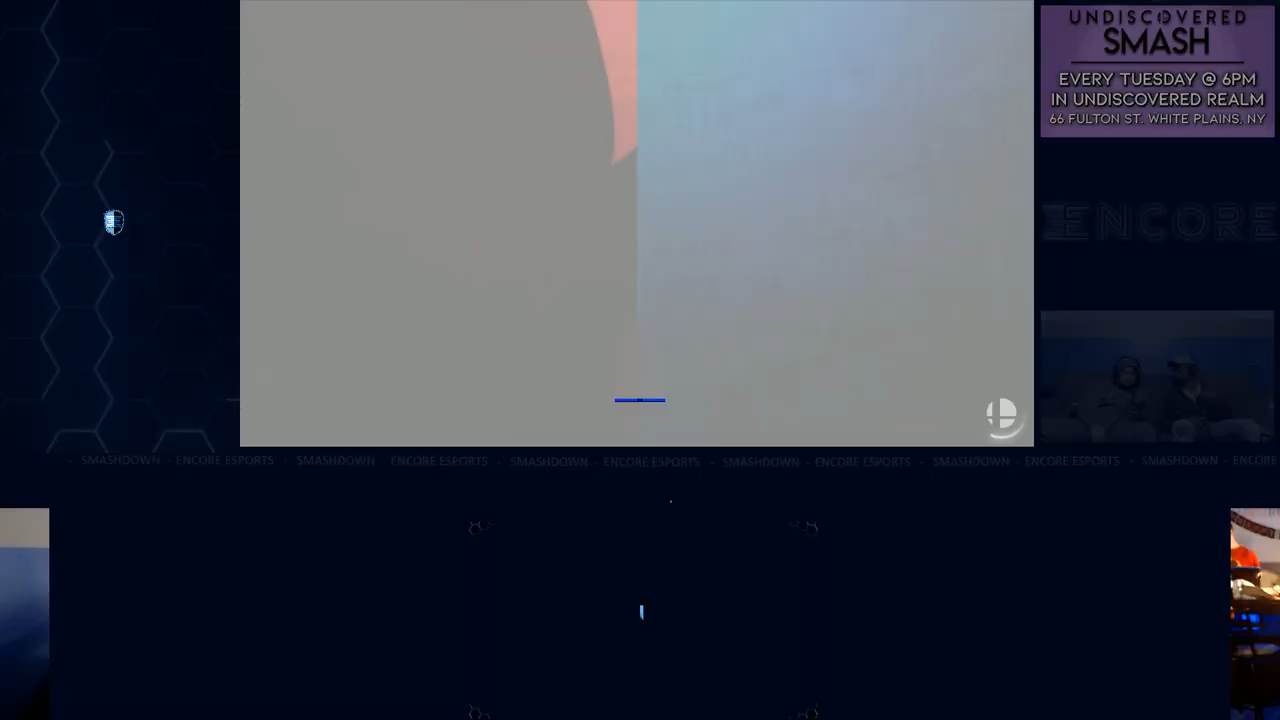 UNDISCOVERED
SMASH
EVERY TUESDAY @ 6PM
IN UNDISCOVERED REALM
66 FULTON ST. WHITE PLAINS, NY
ENCORE
- SMASHDOWN - ENCORE ESPORTS - SMASHDOWN - ENCORE ESPORTS - SMASHDOWN - ENCORE ESPORTS - SMASHDOWN - ENCORE ESPORTS - SMASHDOWN - ENCORE ESPORTS - SMASHDOWN - ENCORE